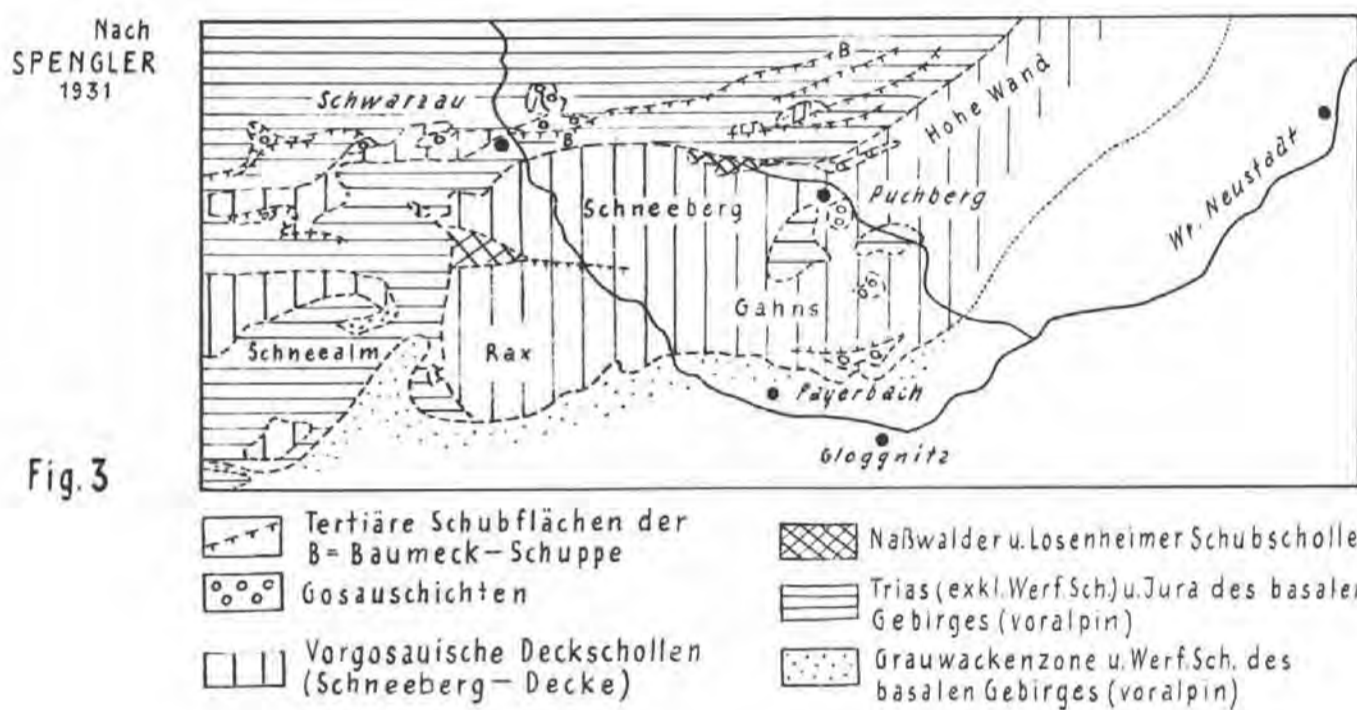 Nach
SPENGLER
1931
B
Schwarzau
B
Hohe Wand
Wr. Neustadt
Puchberg
Schneeberg
Gahns
Schneealm
Rax
Payerbach
Gloggnitz
Fig. 3
Tertiäre Schubflächen der
B = Baumeck-Schuppe
Gosauschichten
Vorgosauische Deckschollen
(Schneeberg-Decke)
Naßwalder u. Losenheimer Schubscholle
Trias (exkl. Werf. Sch.) u. Jura des basalen
Gebirges (voralpin)
Grauwackenzone u. Werf. Sch. des
basalen Gebirges (voralpin)